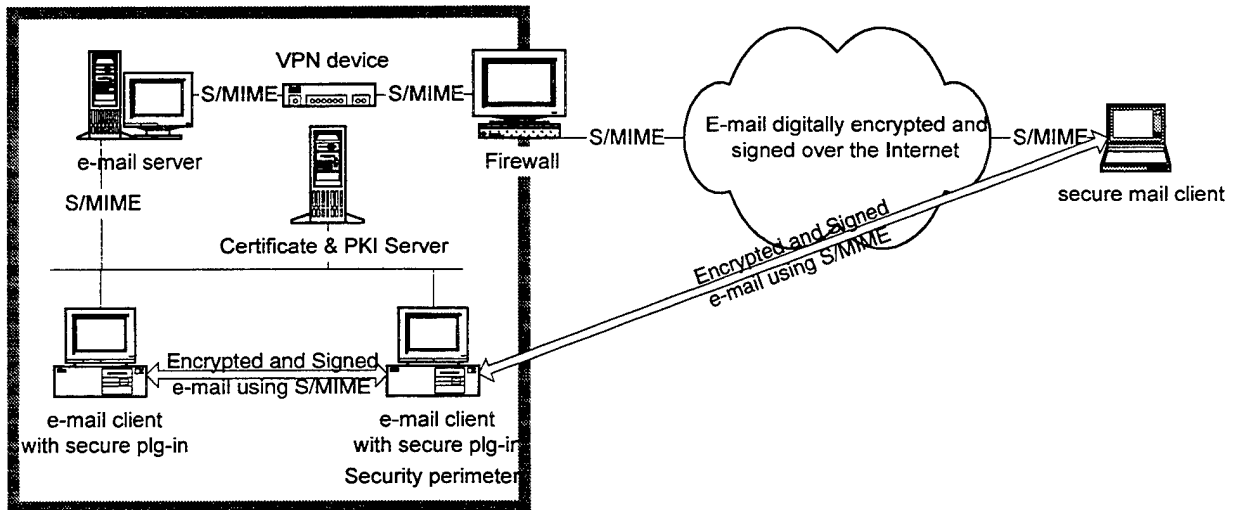 VPN device
S/MIME
S/MIME
e-mail server
S/MIME
Certificate & PKI Server
Firewall
S/MIME
E-mail digitally encrypted and
signed over the Internet
S/MIME
secure mail client
Encrypted and Signed
e-mail using S/MIME
Encrypted and Signed
e-mail using S/MIME
e-mail client
with secure plg-in
e-mail client
with secure plg-in
Security perimeter